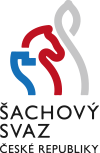 ŠACHOVÝ
SVAZ
ČESKÉ REPUBLIKY